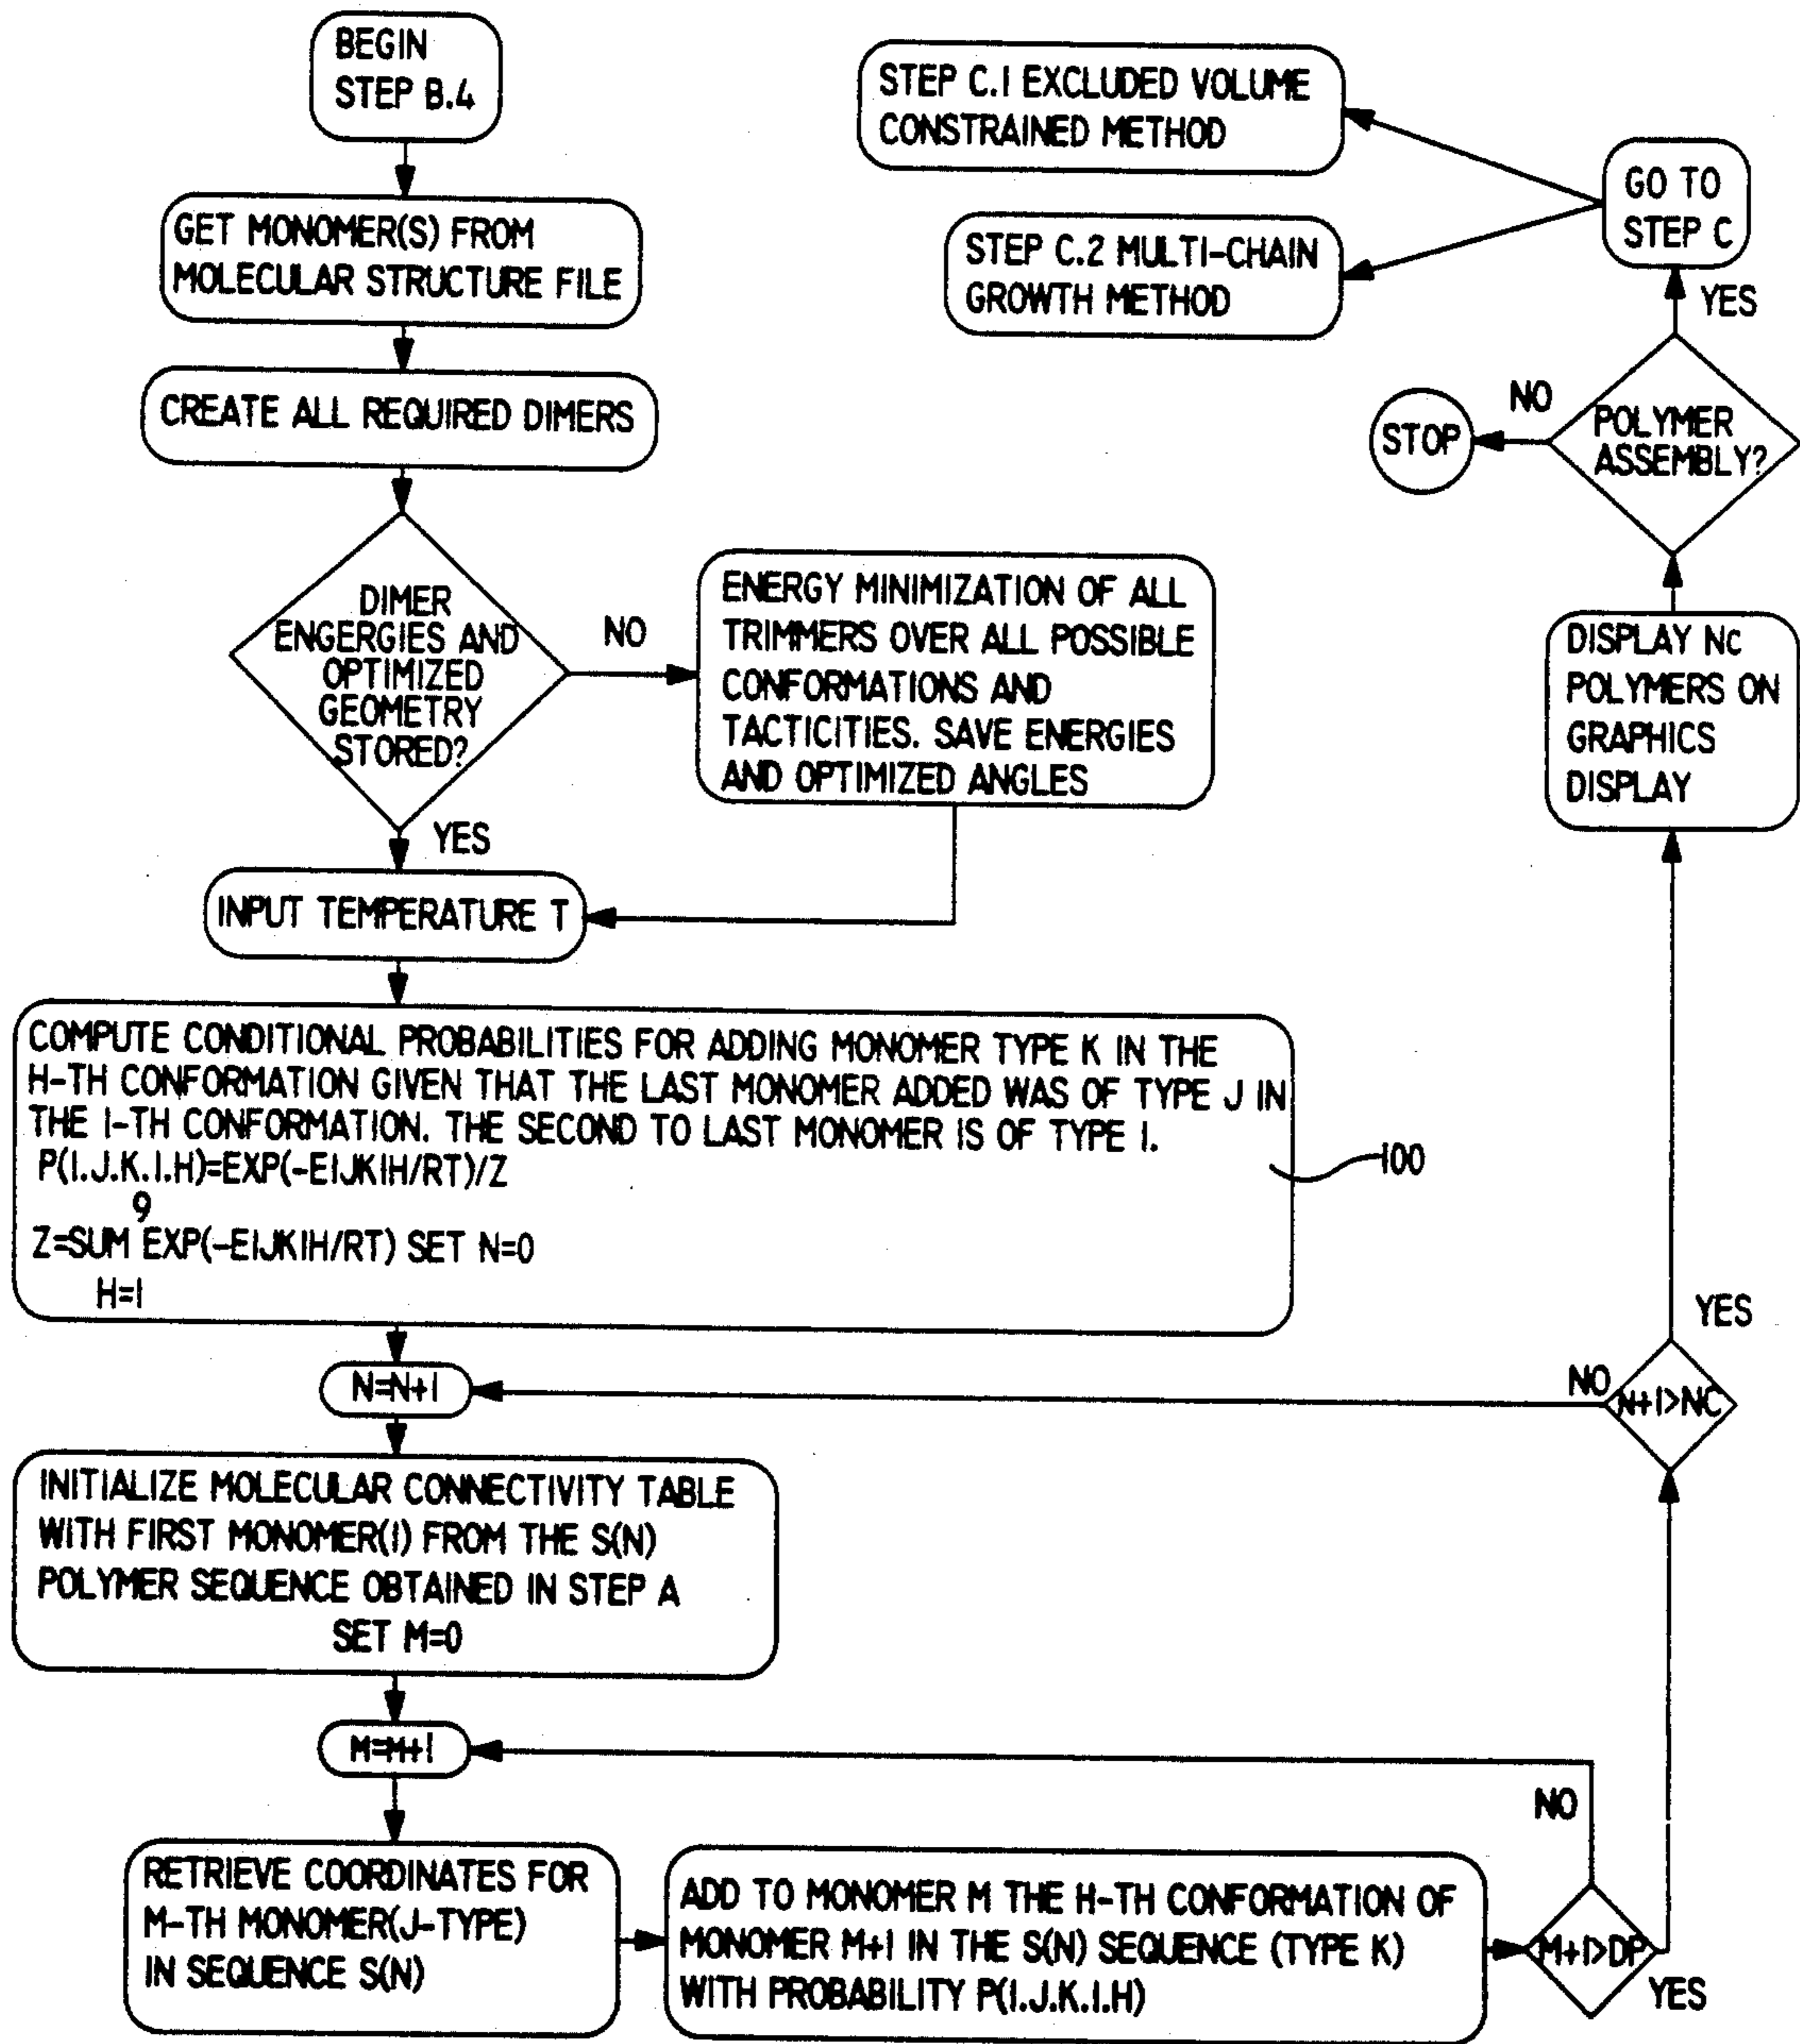 BEGIN
STEP B.4
GET MONOMER(S) FROM
MOLECULAR STRUCTURE FILE
CREATE ALL REQUIRED DIMERS
DIMER
ENGERGIES AND
OPTIMIZED
GEOMETRY
STORED?
NO
ENERGY MINIMIZATION OF ALL
TRIMMERS OVER ALL POSSIBLE
CONFORMATIONS AND
TACTICITIES. SAVE ENERGIES
AND OPTIMIZED ANGLES
YES
INPUT TEMPERATURE T
COMPUTE CONDITIONAL PROBABILITIES FOR ADDING MONOMER TYPE K IN THE
H-TH CONFORMATION GIVEN THAT THE LAST MONOMER ADDED WAS OF TYPE J IN
THE I-TH CONFORMATION. THE SECOND TO LAST MONOMER IS OF TYPE I.
P(I.J.K.I.H)=EXP(-EIJKIH/RT)/Z
9
Z=SUM EXP(-EIJKIH/RT) SET N=0
H=1
100
N=N+1
INITIALIZE MOLECULAR CONNECTIVITY TABLE
WITH FIRST MONOMER(I) FROM THE S(N)
POLYMER SEQUENCE OBTAINED IN STEP A
SET M=0
M=M+1
RETRIEVE COORDINATES FOR
M-TH MONOMER(J-TYPE)
IN SEQUENCE S(N)
ADD TO MONOMER M THE H-TH CONFORMATION OF
MONOMER M+1 IN THE S(N) SEQUENCE (TYPE K)
WITH PROBABILITY P(I.J.K.I.H)
M+1>DP
NO
YES
N+1>NC
NO
YES
DISPLAY Nc
POLYMERS ON
GRAPHICS
DISPLAY
POLYMER
ASSEMBLY?
NO
STOP
YES
GO TO
STEP C
STEP C.1 EXCLUDED VOLUME
CONSTRAINED METHOD
STEP C.2 MULTI-CHAIN
GROWTH METHOD